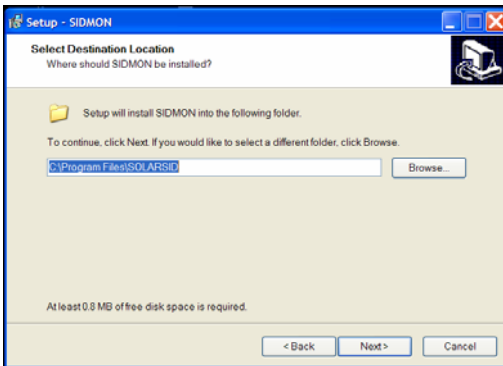 Setup - SIDMON
Select Destination Location
Where should SIDMON be installed?
Setup will install SIDMON into the following folder.
To continue, click Next. If you would like to select a different folder, click Browse.
C:\Program Files\SOLARSID
Browse...
At least 0.8 MB of free disk space is required.
< Back
Next >
Cancel